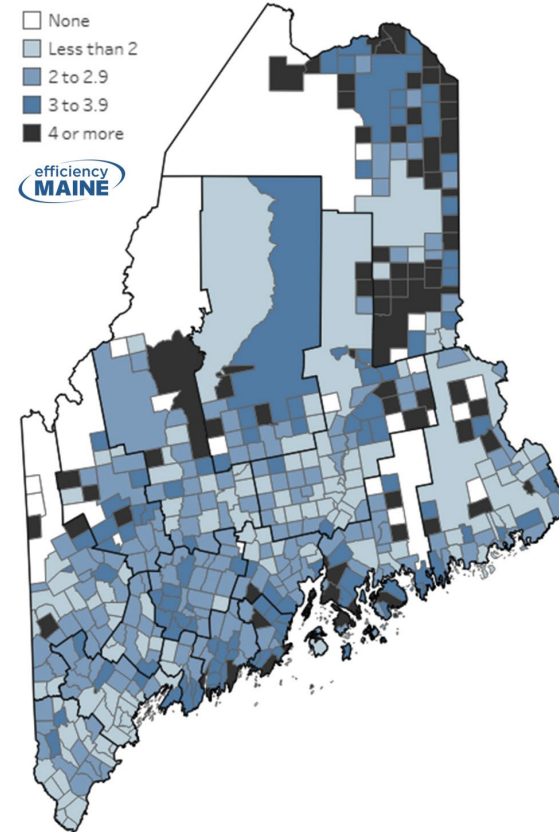 None
Less than 2
2 to 2.9
3 to 3.9
4 or more
efficiency
MAINE